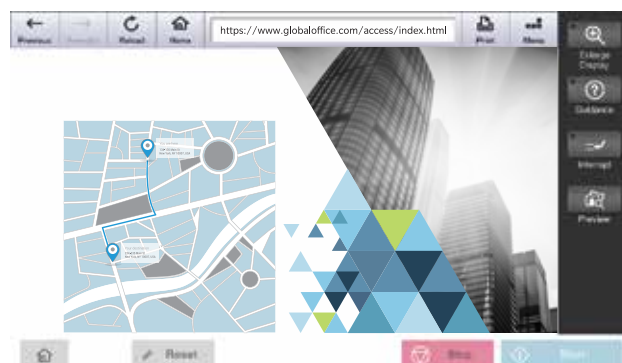 Previous
Reload
Home
https://www.globaloffice.com/access/index.html
Print
Menu
Enlarge
Display
Guidance
Interrupt
Preview
Reset
Stop
Start